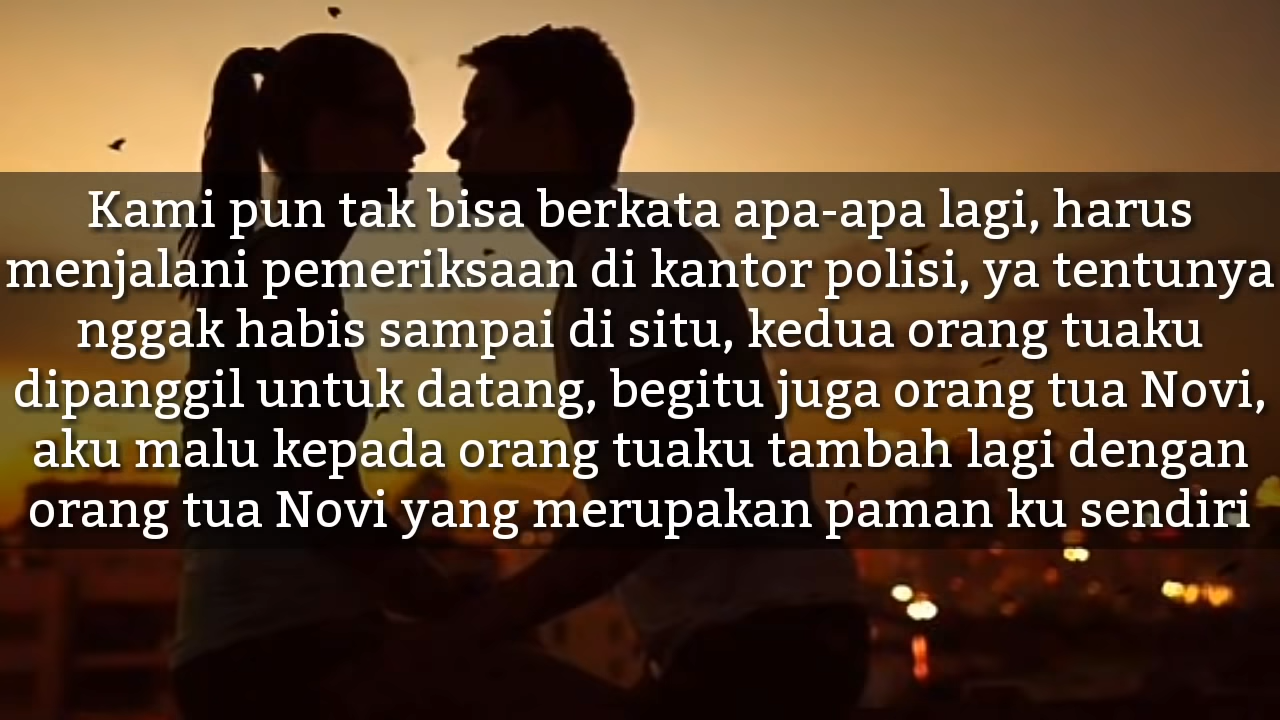 Kami pun tak bisa berkata apa-apa lagi, harus
menjalani pemeriksaan di kantor polisi, ya tentunya
nggak habis sampai di situ, kedua orang tuaku
dipanggil untuk datang, begitu juga orang tua Novi,
aku malu kepada orang tuaku tambah lagi dengan
orang tua Novi yang merupakan paman ku sendiri